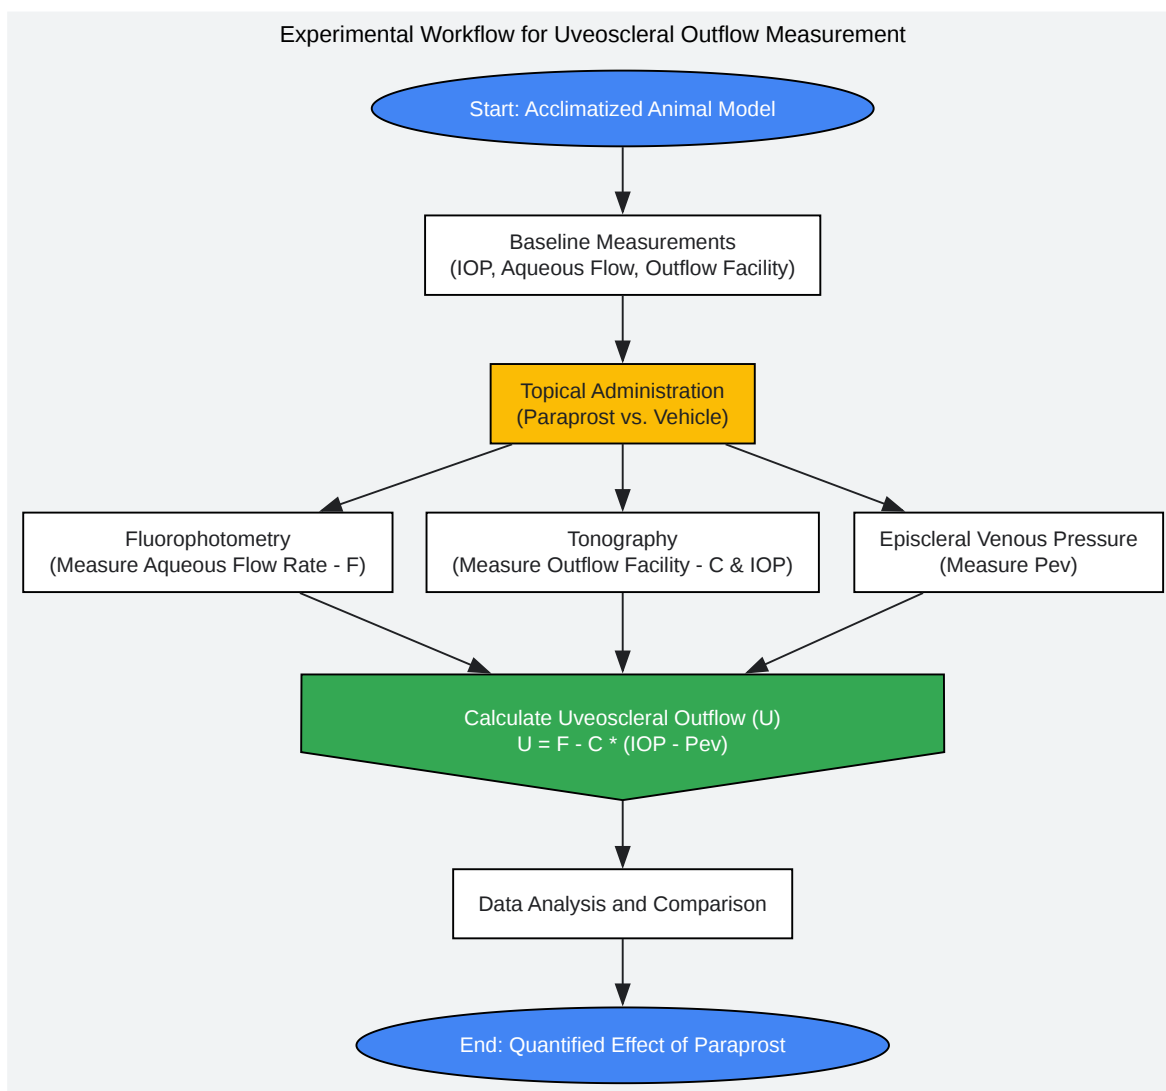 Experimental Workflow for Uveoscleral Outflow Measurement
Start: Acclimatized Animal Model
Baseline Measurements
(IOP, Aqueous Flow, Outflow Facility)
Topical Administration
(Paraprost vs. Vehicle)
Fluorophotometry
(Measure Aqueous Flow Rate - F)
Tonography
(Measure Outflow Facility - C & IOP)
Episcleral Venous Pressure
(Measure Pev)
Calculate Uveoscleral Outflow (U)
U = F - C * (IOP - Pev)
Data Analysis and Comparison
End: Quantified Effect of Paraprost